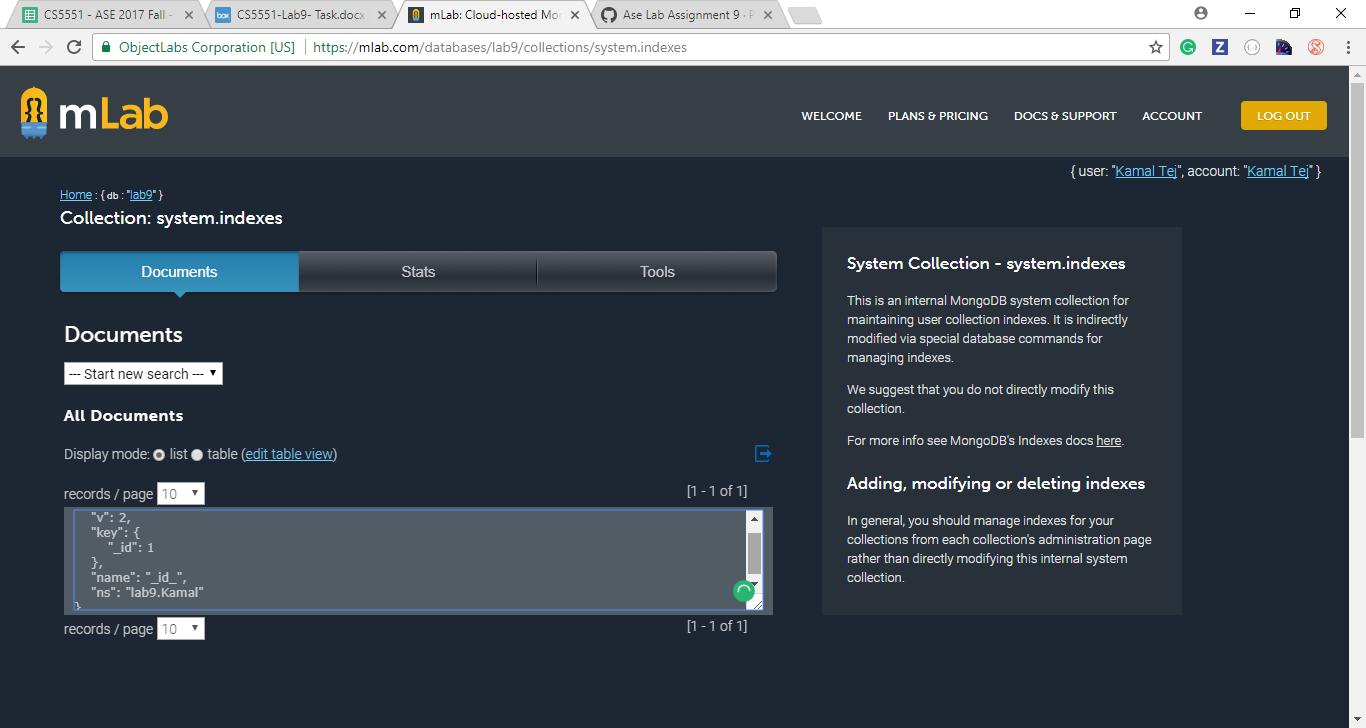 CS5551 - ASE 2017 Fall -
CS5551-Lab9- Task.docx
mLab: Cloud-hosted Mo
Ase Lab Assignment 9 ·
ObjectLabs Corporation [US]
https://mlab.com/databases/lab9/collections/system.indexes
mLab
WELCOME
PLANS & PRICING
DOCS & SUPPORT
ACCOUNT
LOG OUT
{ user: "Kamal Tej", account: "Kamal Tej" }
Home : { db : "lab9" }
Collection: system.indexes
Documents
Stats
Tools
Documents
--- Start new search ---
All Documents
Display mode: list table (edit table view)
records / page 10
[1 - 1 of 1]
"v": 2,
"key": {
"_id": 1
},
"name": "_id_",
"ns": "lab9.Kamal"
}
records / page 10
[1 - 1 of 1]
System Collection - system.indexes
This is an internal MongoDB system collection for
maintaining user collection indexes. It is indirectly
modified via special database commands for
managing indexes.
We suggest that you do not directly modify this
collection.
For more info see MongoDB's Indexes docs here.
Adding, modifying or deleting indexes
In general, you should manage indexes for your
collections from each collection's administration page
rather than directly modifying this internal system
collection.